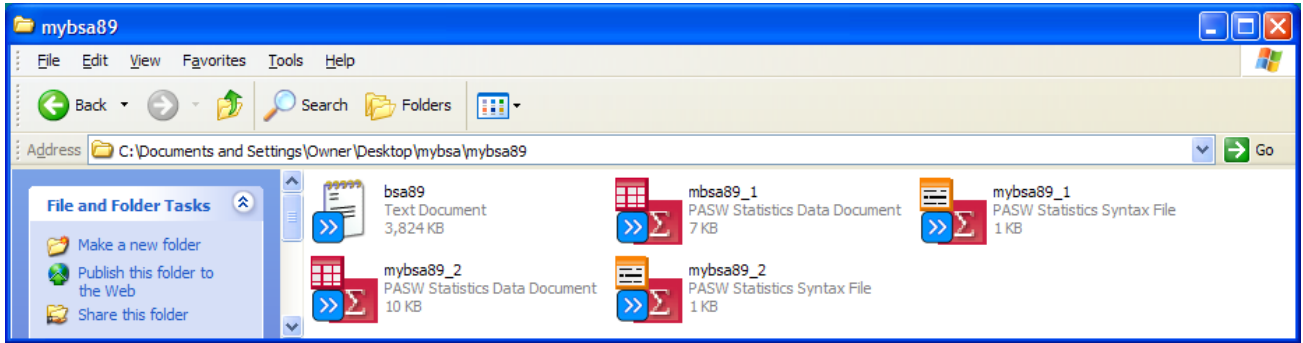 mybsa89
File Edit View Favorites Tools Help
Back Search Folders
Address C:\Documents and Settings\Owner\Desktop\mybsa\mybsa89 Go
File and Folder Tasks
Make a new folder
Publish this folder to
the Web
Share this folder
bsa89
Text Document
3,824 KB
mbsa89_1
PASW Statistics Data Document
7 KB
mybsa89_1
PASW Statistics Syntax File
1 KB
mybsa89_2
PASW Statistics Data Document
10 KB
mybsa89_2
PASW Statistics Syntax File
1 KB